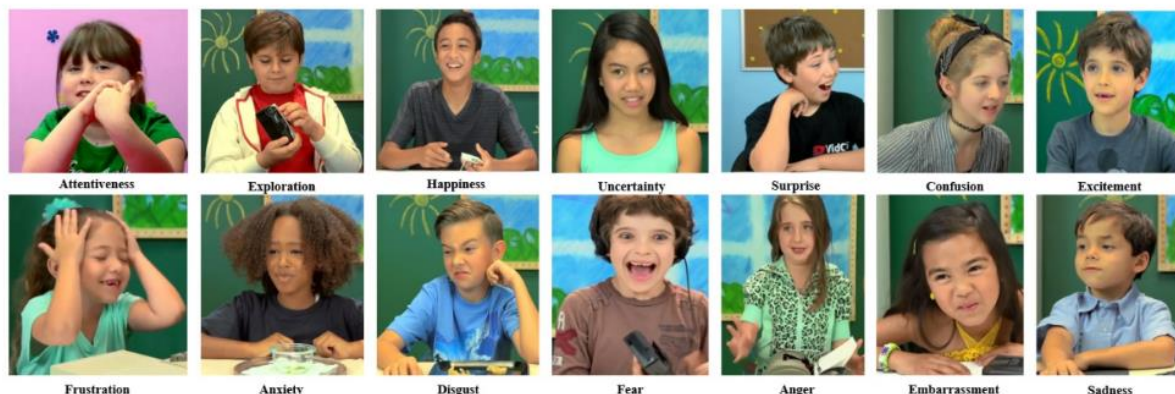 Attentiveness
Exploration
Happiness
Uncertainty
Surprise
Confusion
Excitement
Frustration
Anxiety
Disgust
Fear
Anger
Embarrassment
Sadness